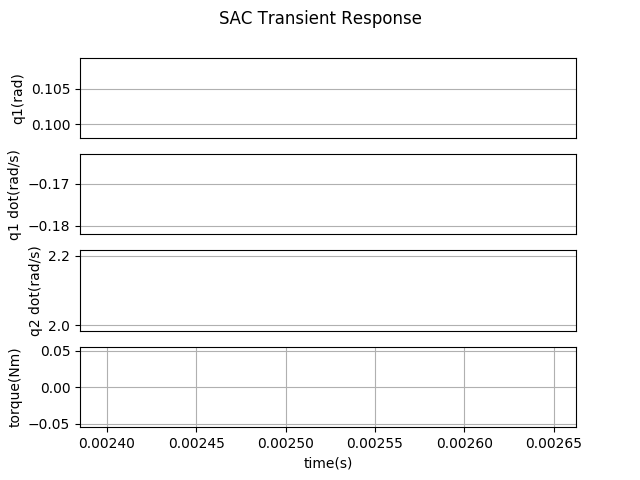 SAC Transient Response
q1(rad)
0.105
0.100
q1 dot(rad/s)
−0.17
−0.18
q2 dot(rad/s)
2.2
2.0
torque(Nm)
0.05
0.00
−0.05
0.00240 0.00245 0.00250 0.00255 0.00260 0.00265
time(s)